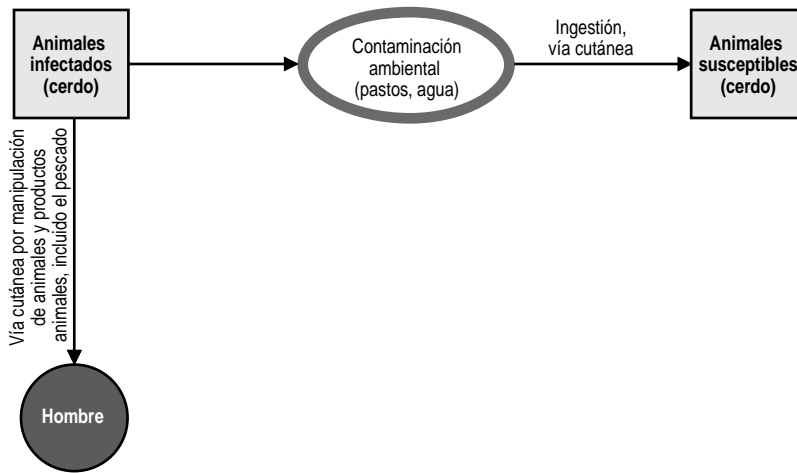 Animales
infectados
(cerdo)
Contaminación
ambiental
(pastos, agua)
Ingestión,
vía cutánea
Animales
susceptibles
(cerdo)
Vía cutánea por manipulación
de animales y productos
animales, incluido el pescado
Hombre